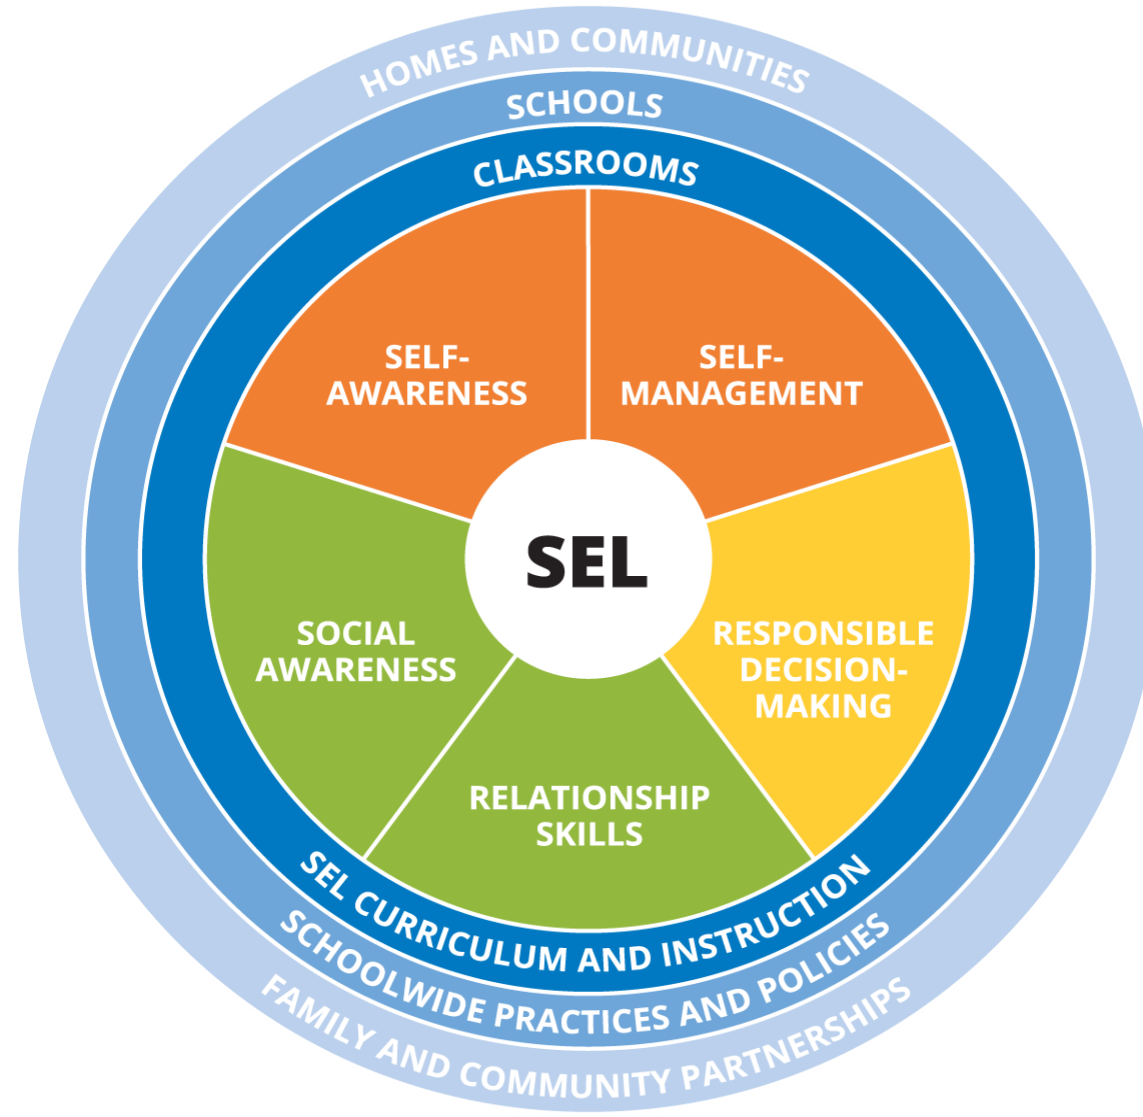 HOMES AND COMMUNITIES
SCHOOLS
CLASSROOMS
SELF-
AWARENESS
SELF-
MANAGEMENT
SEL
SOCIAL
AWARENESS
RESPONSIBLE
DECISION-
MAKING
RELATIONSHIP
SKILLS
SEL CURRICULUM AND INSTRUCTION
SCHOOLWIDE PRACTICES AND POLICIES
FAMILY AND COMMUNITY PARTNERSHIPS